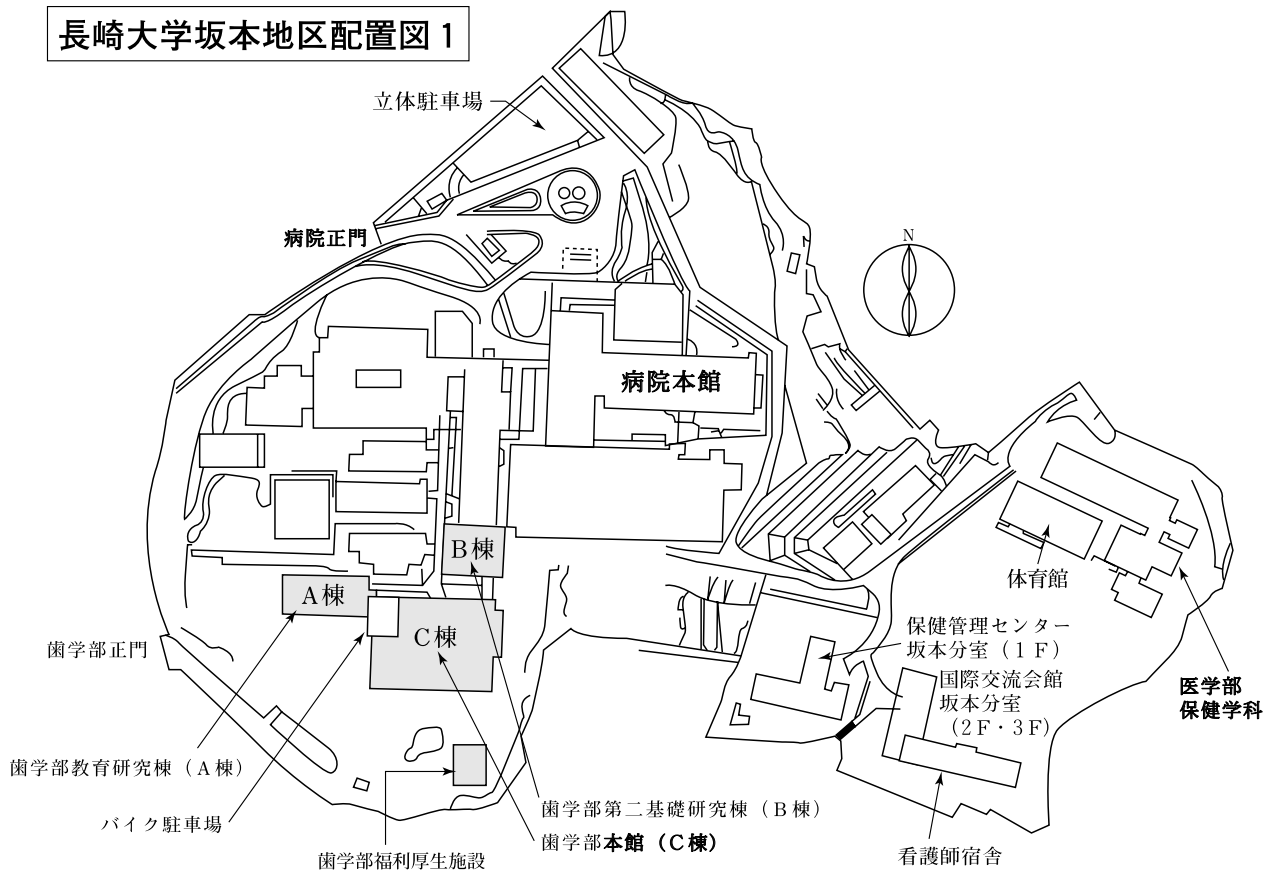 長崎大学坂本地区配置図１
立体駐車場
病院正門
N
病院本館
B棟
A棟
C棟
体育館
保健管理センター
坂本分室（１Ｆ）
歯学部正門
国際交流会館
坂本分室
（２Ｆ・３Ｆ）
医学部
保健学科
歯学部教育研究棟（Ａ棟）
バイク駐車場
歯学部第二基礎研究棟（Ｂ棟）
歯学部本館（Ｃ棟）
歯学部福利厚生施設
看護師宿舎